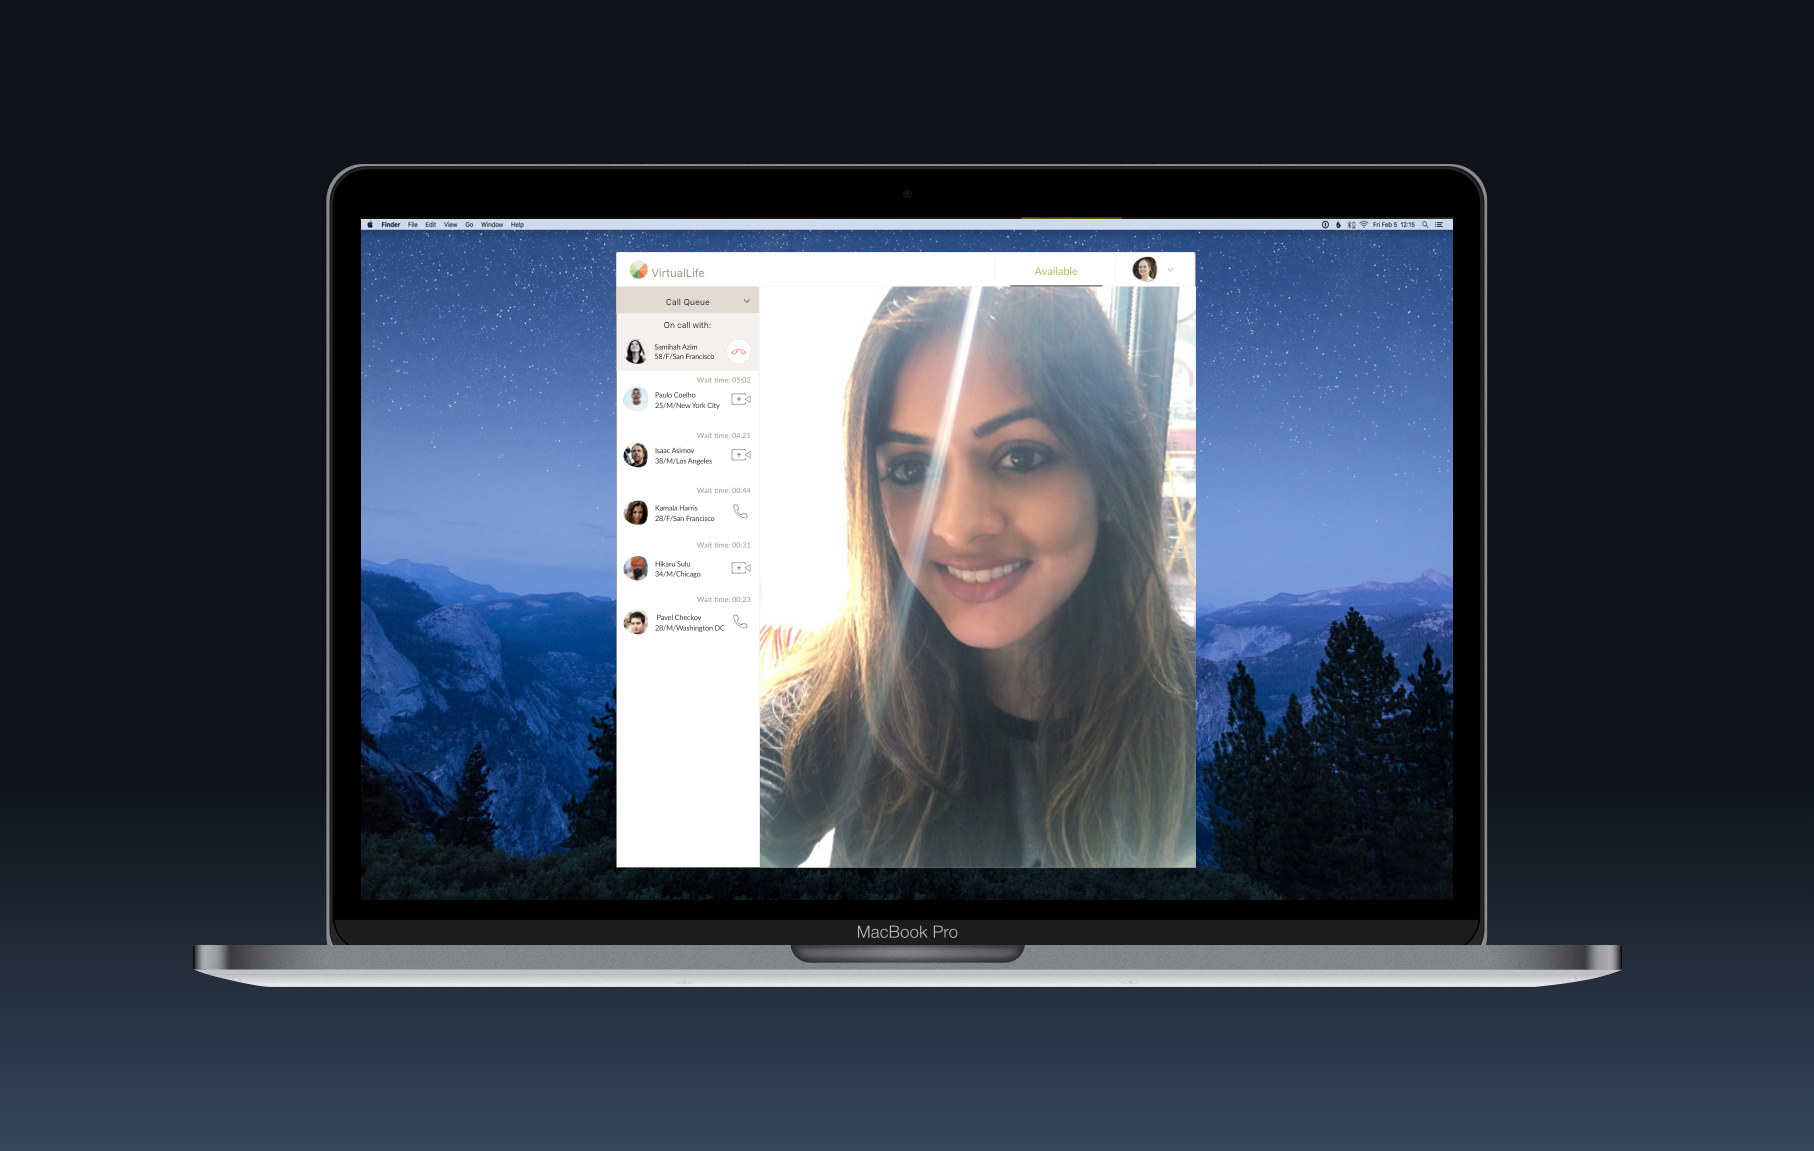 Finder File Edit View Go Window Help
Fri Feb 5 12:15
VirtualLife
Available
Call Queue
On call with:
Samihah Azim
58/F/San Francisco
Wait time: 05:02
Paulo Coelho
25/M/New York City
Wait time: 04:21
Isaac Asimov
38/M/Los Angeles
Wait time: 00:44
Kamala Harris
28/F/San Francisco
Wait time: 00:31
Hikaru Sulu
34/M/Chicago
Wait time: 00:23
Pavel Checkov
28/M/Washington DC
MacBook Pro